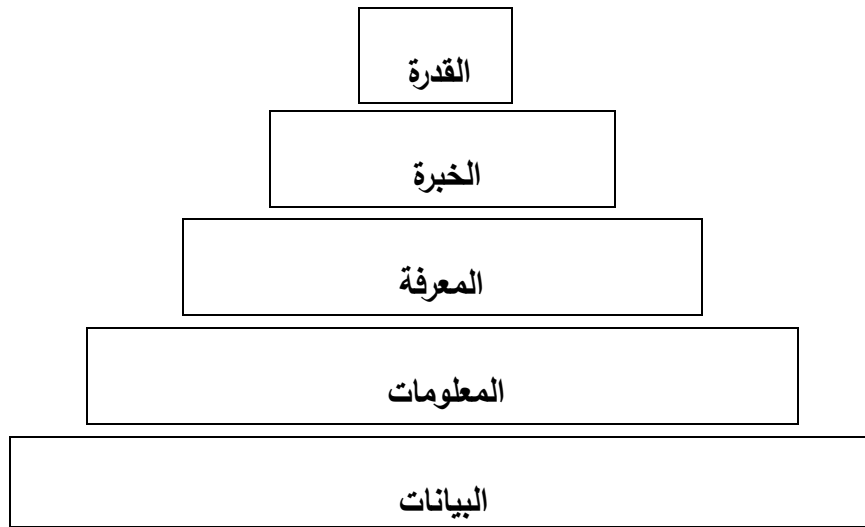 القدرة
الخبرة
المعرفة
المعلومات
البيانات